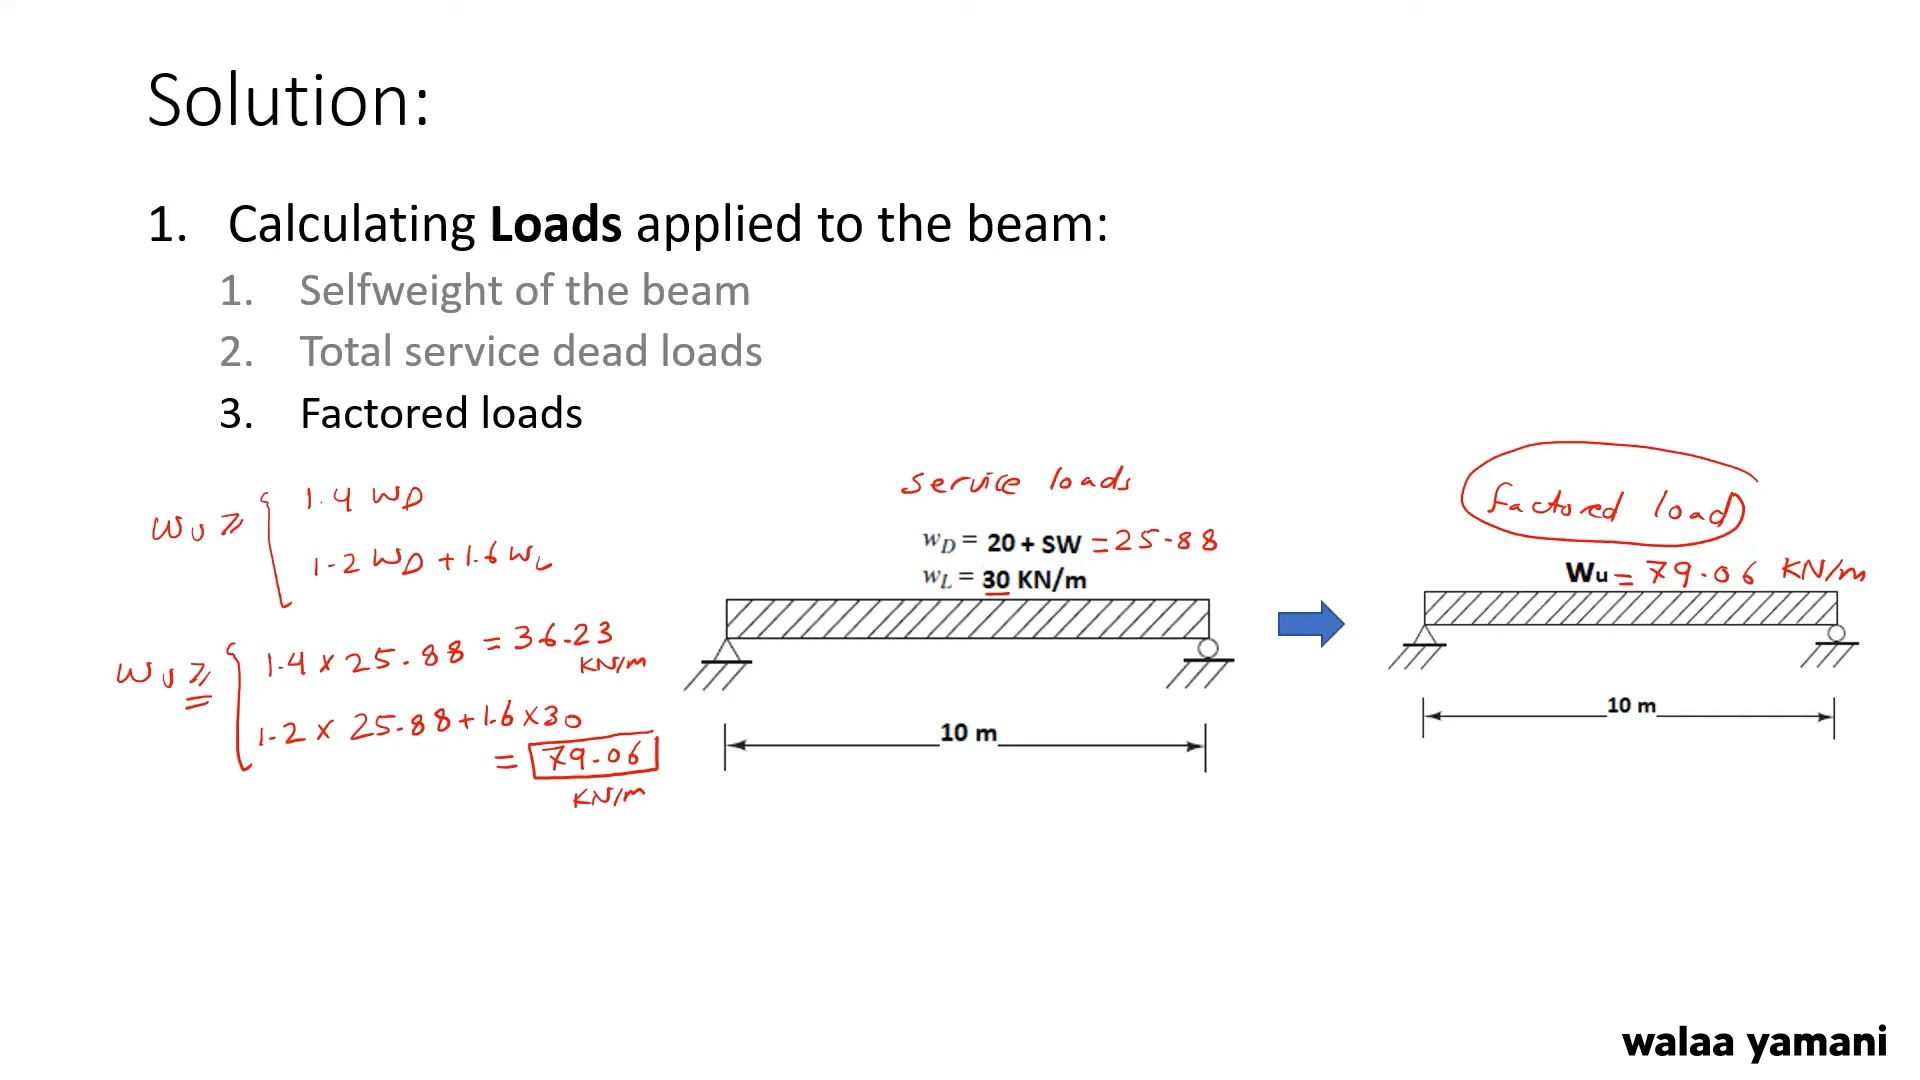 Solution:
1. Calculating Loads applied to the beam:
1. Selfweight of the beam
2. Total service dead loads
3. Factored loads
Wu ≥ { 1.4 WD
1.2 WD + 1.6 WL
Wu ≥ { 1.4 x 25.88 = 36.23
KN/m
1.2 x 25.88 + 1.6 x 30
= 79.06
KN/m
service loads
wD = 20 + SW = 25.88
wL = 30 KN/m
10 m
factored load
Wu = 79.06 KN/m
10 m
walaa yamani